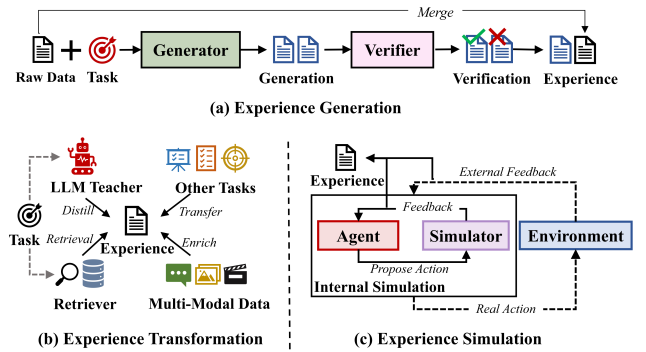 Merge
Raw Data
Task
Generator
Generation
Verifier
Verification
Experience
(a) Experience Generation
LLM Teacher
Other Tasks
Distill
Transfer
Task
Experience
Retrieval
Enrich
Retriever
Multi-Modal Data
(b) Experience Transformation
Experience
External Feedback
Feedback
Agent
Simulator
Environment
Propose Action
Internal Simulation
Real Action
(c) Experience Simulation